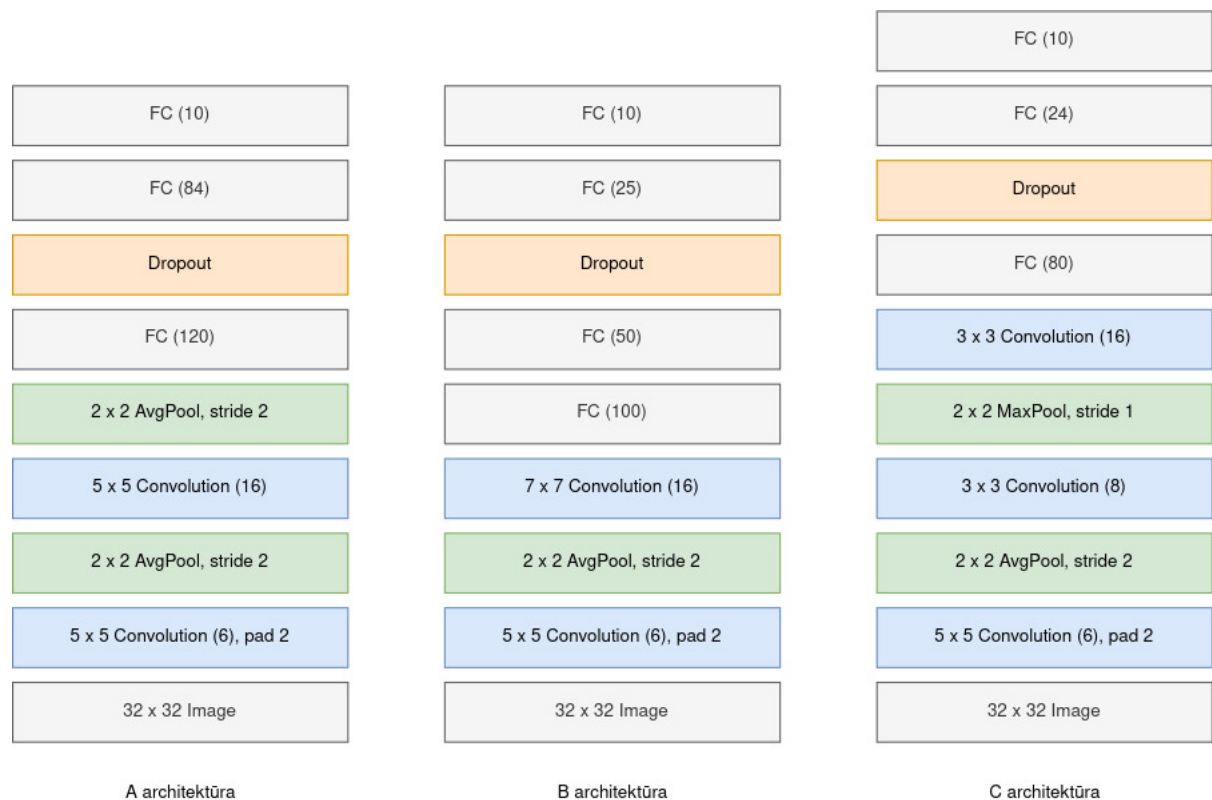 FC (10)
FC (84)
Dropout
FC (120)
2 x 2 AvgPool, stride 2
5 x 5 Convolution (16)
2 x 2 AvgPool, stride 2
5 x 5 Convolution (6), pad 2
32 x 32 Image
A architektūra
FC (10)
FC (25)
Dropout
FC (50)
FC (100)
7 x 7 Convolution (16)
2 x 2 AvgPool, stride 2
5 x 5 Convolution (6), pad 2
32 x 32 Image
B architektūra
FC (10)
FC (24)
Dropout
FC (80)
3 x 3 Convolution (16)
2 x 2 MaxPool, stride 1
3 x 3 Convolution (8)
2 x 2 AvgPool, stride 2
5 x 5 Convolution (6), pad 2
32 x 32 Image
C architektūra